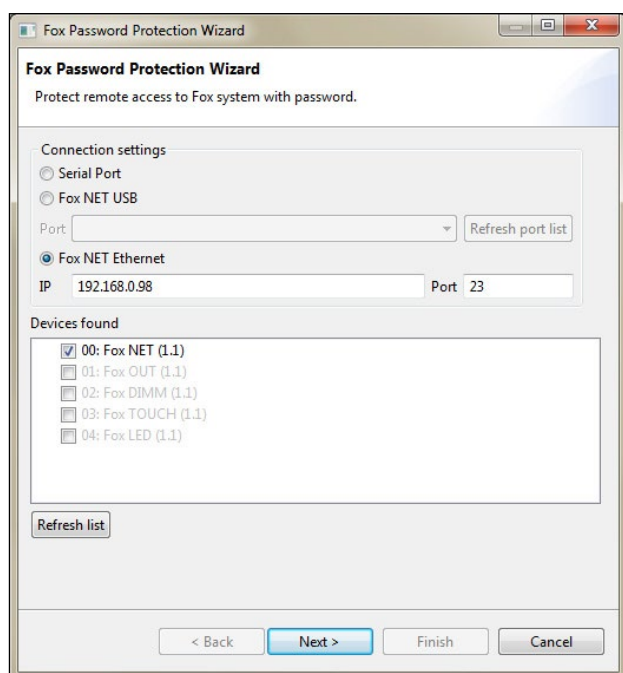 Fox Password Protection Wizard
Fox Password Protection Wizard
Protect remote access to Fox system with password.
Connection settings
Serial Port
Fox NET USB
Port Refresh port list
Fox NET Ethernet
IP 192.168.0.98 Port 23
Devices found
00: Fox NET (1.1)
01: Fox OUT (1.1)
02: Fox DIMM (1.1)
03: Fox TOUCH (1.1)
04: Fox LED (1.1)
Refresh list
< Back Next > Finish Cancel